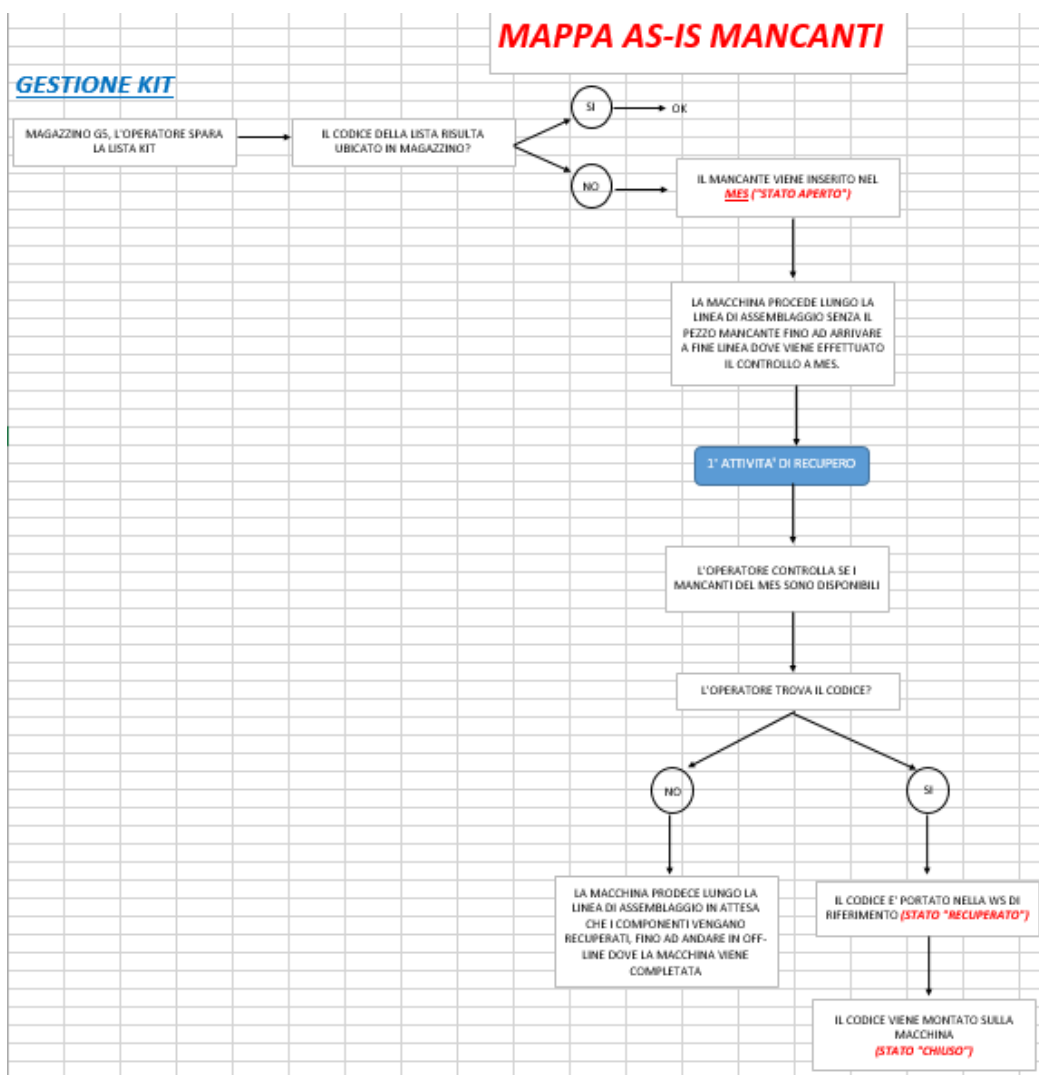 MAPPA AS-IS MANCANTI
GESTIONE KIT
MAGAZZINO G5, L'OPERATORE SPARA
LA LISTA KIT
IL CODICE DELLA LISTA RISULTA
UBICATO IN MAGAZZINO?
SI
OK
NO
IL MANCANTE VIENE INSERITO NEL
MES ("STATO APERTO")
LA MACCHINA PROCEDE LUNGO LA
LINEA DI ASSEMBLAGGIO SENZA IL
PEZZO MANCANTE FINO AD ARRIVARE
A FINE LINEA DOVE VIENE EFFETTUATO
IL CONTROLLO A MES.
1° ATTIVITA' DI RECUPERO
L'OPERATORE CONTROLLA SE I
MANCANTI DEL MES SONO DISPONIBILI
L'OPERATORE TROVA IL CODICE?
NO
SI
LA MACCHINA PRODECE LUNGO LA
LINEA DI ASSEMBLAGGIO IN ATTESA
CHE I COMPONENTI VENGANO
RECUPERATI, FINO AD ANDARE IN OFF-
LINE DOVE LA MACCHINA VIENE
COMPLETATA
IL CODICE E' PORTATO NELLA WS DI
RIFERIMENTO (STATO "RECUPERATO")
IL CODICE VIENE MONTATO SULLA
MACCHINA
(STATO "CHIUSO")